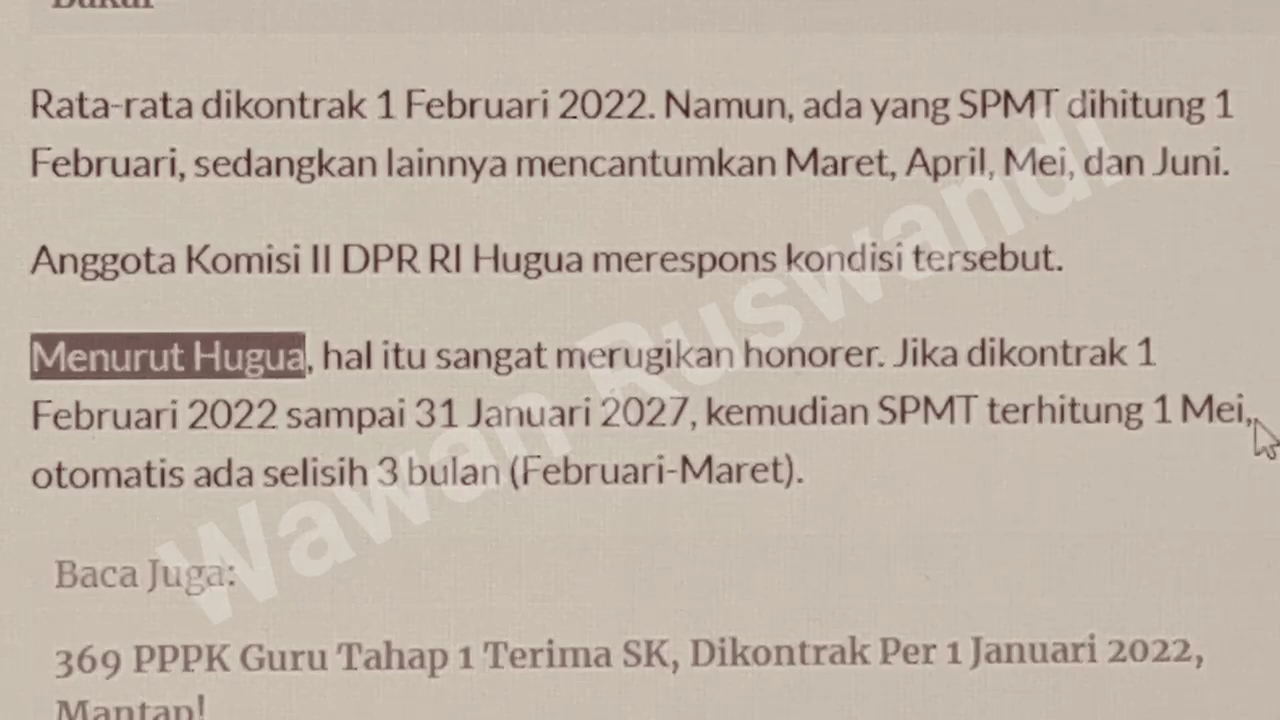 Rata-rata dikontrak 1 Februari 2022. Namun, ada yang SPMT dihitung 1
Februari, sedangkan lainnya mencantumkan Maret, April, Mei, dan Juni.
Anggota Komisi II DPR RI Hugua merespons kondisi tersebut.
Menurut Hugua, hal itu sangat merugikan honorer. Jika dikontrak 1
Februari 2022 sampai 31 Januari 2027, kemudian SPMT terhitung 1 Mei,
otomatis ada selisih 3 bulan (Februari-Maret).
Wawan Ruswandi
Baca Juga:
369 PPPK Guru Tahap 1 Terima SK, Dikontrak Per 1 Januari 2022,
Mantap!